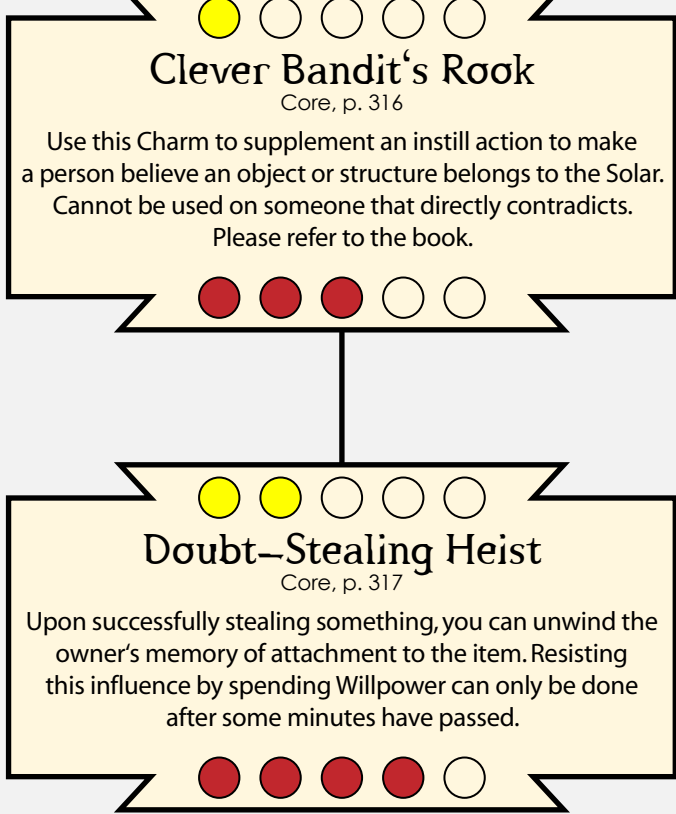 Clever Bandit‘s Rook
Core, p. 316
Use this Charm to supplement an instill action to make
a person believe an object or structure belongs to the Solar.
Cannot be used on someone that directly contradicts.
Please refer to the book.
Doubt-Stealing Heist
Core, p. 317
Upon successfully stealing something, you can unwind the
owner‘s memory of attachment to the item. Resisting
this influence by spending Willpower can only be done
after some minutes have passed.